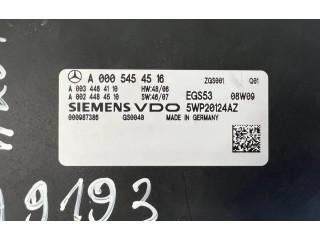 A 000 545 45 16 ZGS001 Q01
A 003 446 41 10 HW:48/06 EGS53 08W09
A 002 448 45 10 SW:46/07
SIEMENS VDO 5WP20124AZ
000987386 GS0040 MADE IN GERMANY
9193